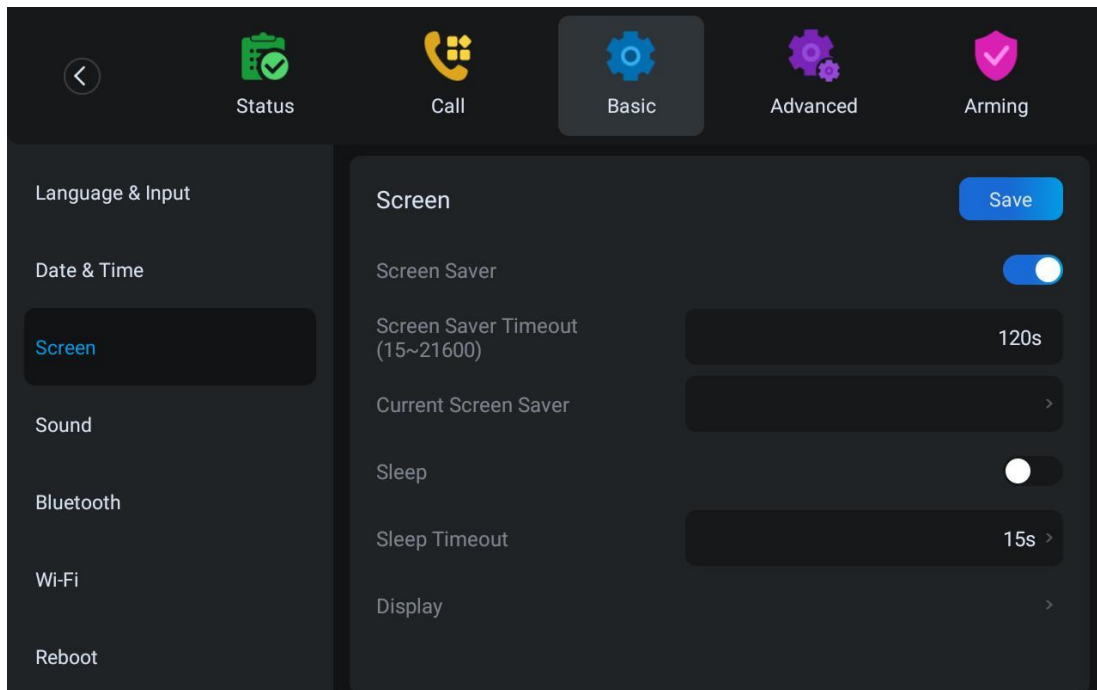 Status
Call
Basic
Advanced
Arming
Language & Input
Date & Time
Screen
Sound
Bluetooth
Wi-Fi
Reboot
Screen
Save
Screen Saver
Screen Saver Timeout
(15~21600)
120s
Current Screen Saver
Sleep
Sleep Timeout
15s
Display